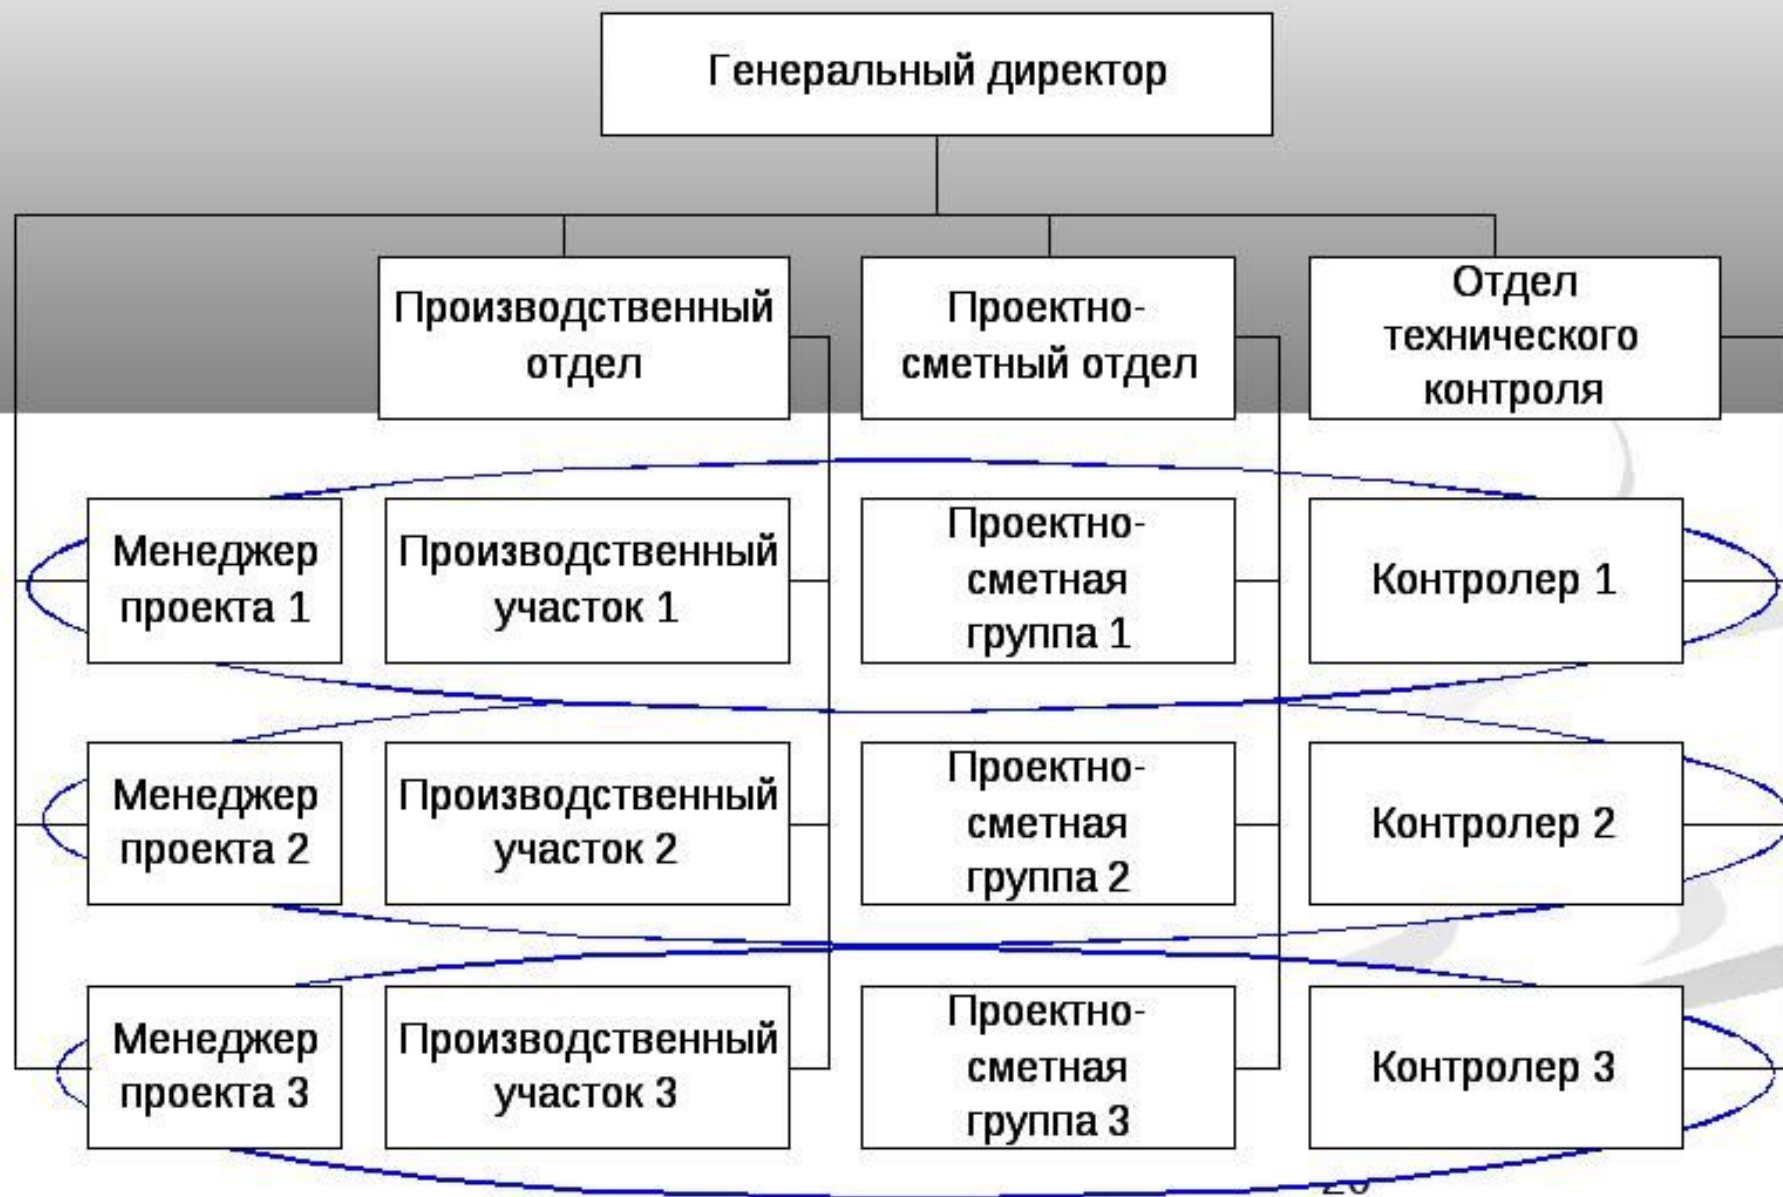 Генеральный директор
Производственный
отдел
Проектно-
сметный отдел
Отдел
технического
контроля
Менеджер
проекта 1
Производственный
участок 1
Проектно-
сметная
группа 1
Контролер 1
Менеджер
проекта 2
Производственный
участок 2
Проектно-
сметная
группа 2
Контролер 2
Менеджер
проекта 3
Производственный
участок 3
Проектно-
сметная
группа 3
Контролер 3